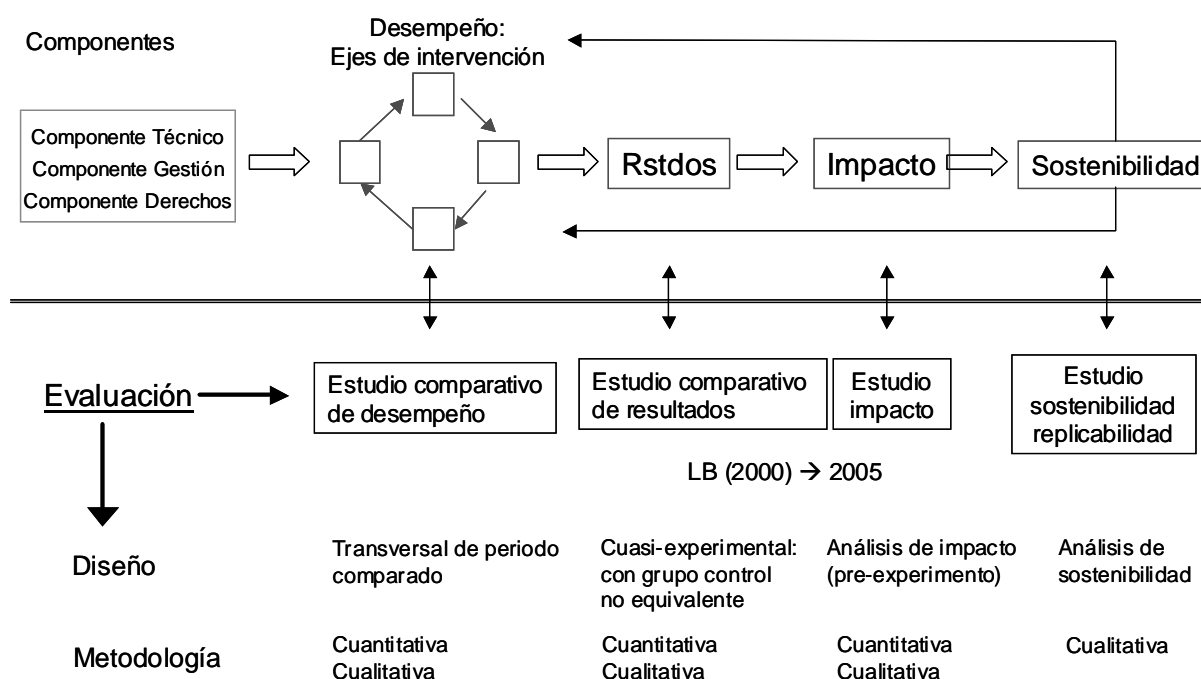 Componentes
Desempeño:
Ejes de intervención
Componente Técnico
Componente Gestión
Componente Derechos
Rstdos
Impacto
Sostenibilidad
Evaluación
Estudio comparativo
de desempeño
Estudio comparativo
de resultados
Estudio
impacto
Estudio
sostenibilidad
replicabilidad
LB (2000) → 2005
Diseño
Transversal de periodo
comparado
Cuasi-experimental:
con grupo control
no equivalente
Análisis de impacto
(pre-experimento)
Análisis de
sostenibilidad
Metodología
Cuantitativa
Cualitativa
Cuantitativa
Cualitativa
Cuantitativa
Cualitativa
Cualitativa